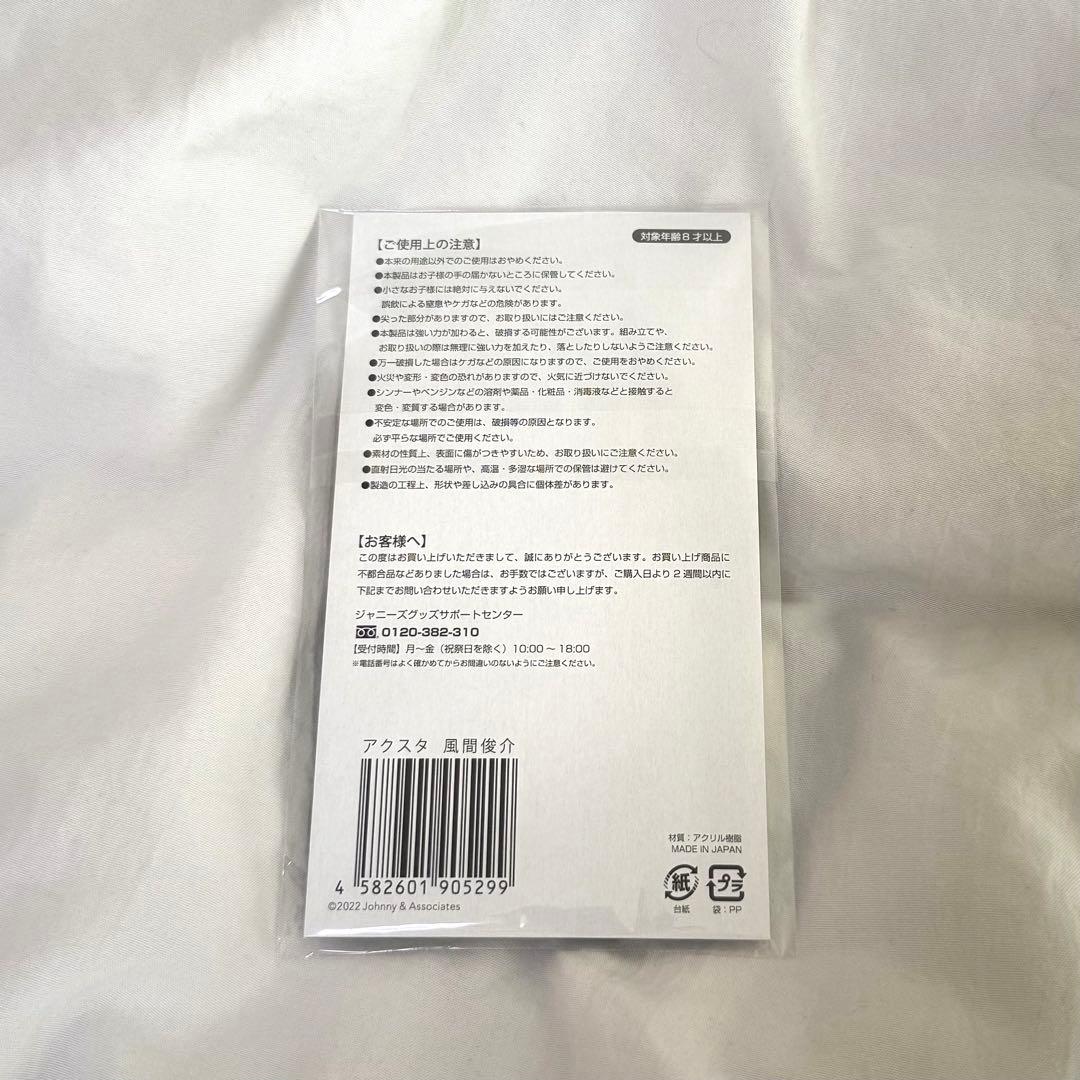 【ご使用上の注意】
対象年齢8才以上
●本来の用途以外でのご使用はおやめください。
●本製品はお子様の手の届かないところに保管してください。
●小さなお子様には絶対に与えないでください。
誤飲による窒息やケガなどの危険があります。
●尖った部分がありますので、お取り扱いにはご注意ください。
●本製品は強い力が加わると、破損する可能性がございます。組み立てや、
お取り扱いの際は無理に強い力を加えたり、落としたりしないようご注意ください。
●万一破損した場合はケガなどの原因になりますので、ご使用をおやめください。
●火災や変形・変色の恐れがありますので、火気に近づけないでください。
●シンナーやベンジンなどの溶剤や薬品・化粧品・消毒液などと接触すると
変色・変質する場合があります。
●不安定な場所でのご使用は、破損等の原因となります。
必ず平らな場所でご使用ください。
●素材の性質上、表面に傷がつきやすいため、お取り扱いにご注意ください。
●直射日光の当たる場所や、高温・多湿な場所での保管は避けてください。
●製造の工程上、形状や差し込みの具合に個体差があります。
【お客様へ】
この度はお買い上げいただきまして、誠にありがとうございます。お買い上げ商品に
不都合品などありました場合は、お手数ではございますが、ご購入日より2週間以内に
下記までお問い合わせいただきますようお願い申し上げます。
ジャニーズグッズサポートセンター
0120-382-310
【受付時間】月～金（祝祭日を除く）10:00～18:00
※電話番号はよく確かめてからお間違いのないようにご注意ください。
アクスタ 風間俊介
4 582601 905299
©2022 Johnny & Associates
材質：アクリル樹脂
MADE IN JAPAN
紙 プラ
台紙 袋：PP